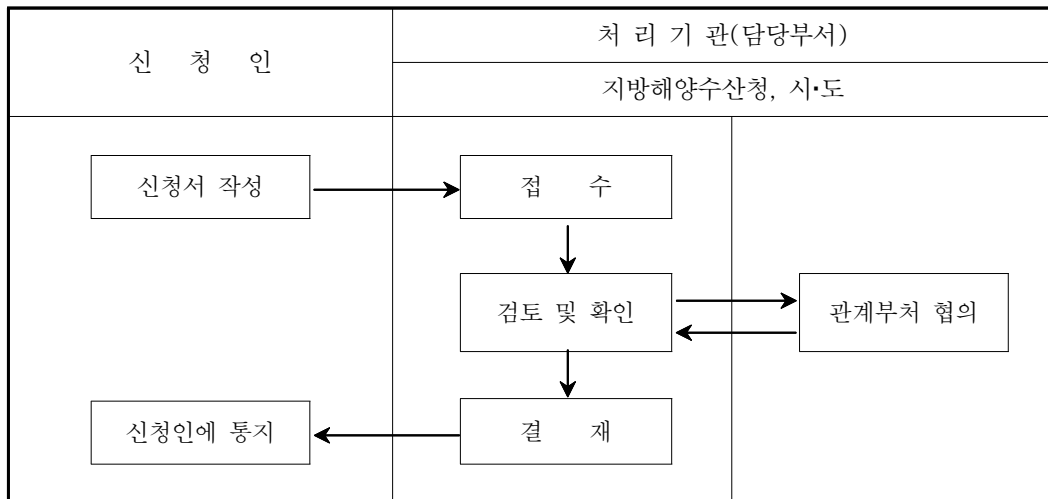 신 청 인
처 리 기 관(담당부서)
지방해양수산청, 시·도
신청서 작성
접 수
검토 및 확인
관계부처 협의
신청인에 통지
결 재